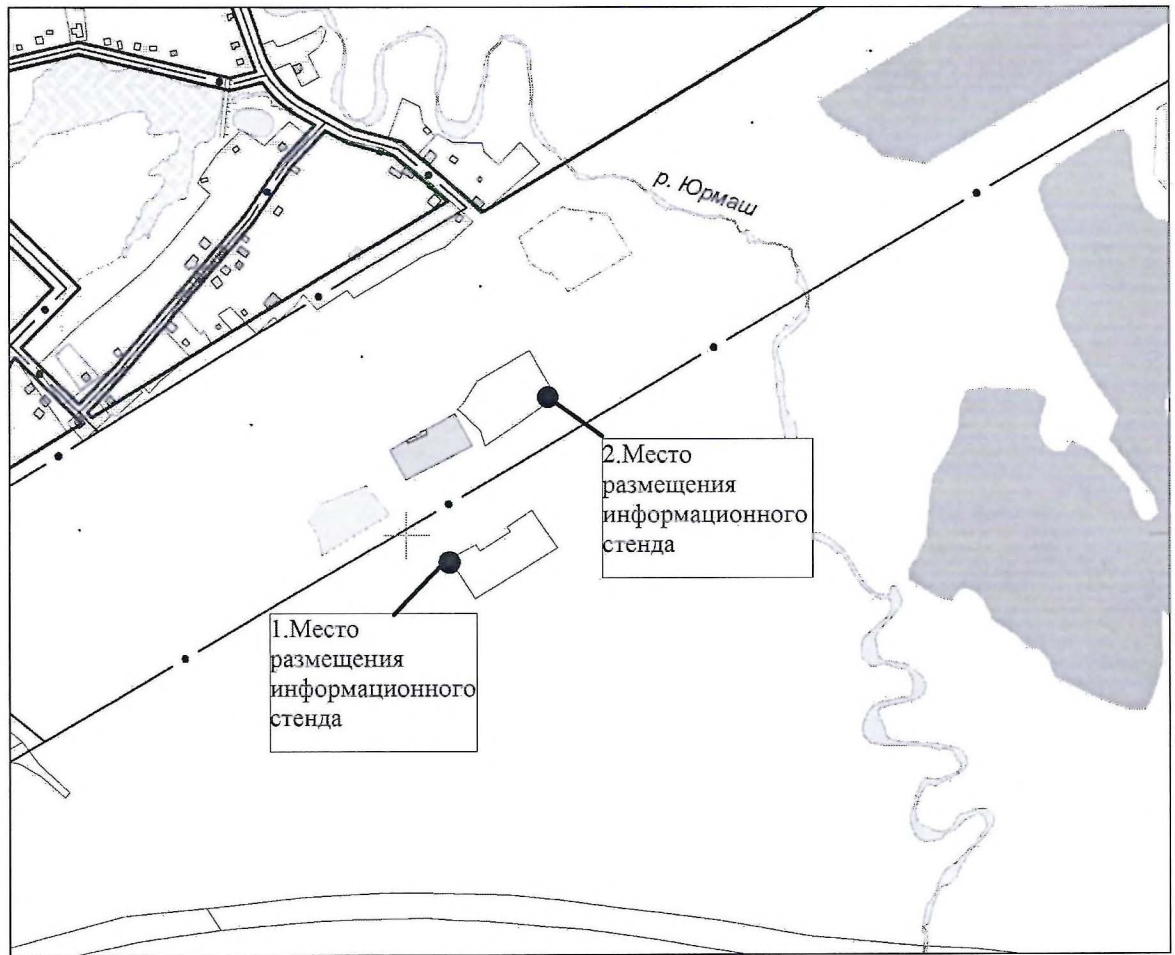 р. Юрмаш
2.Место
размещения
информационного
стенда
1.Место
размещения
информационного
стенда